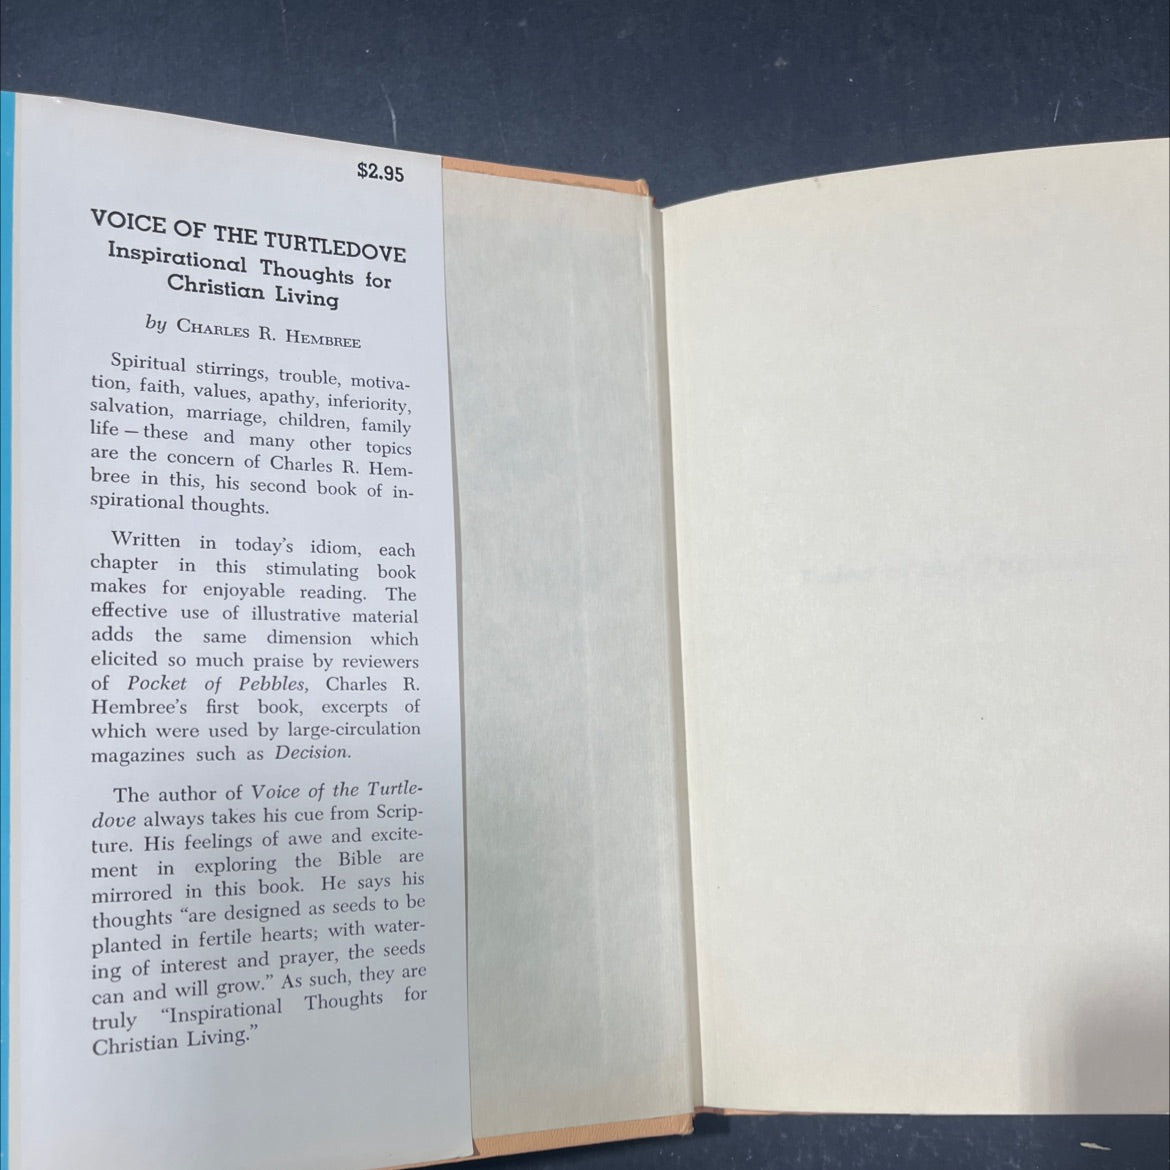 $2.95
VOICE OF THE TURTLEDOVE
Inspirational Thoughts for
Christian Living
by CHARLES R. HEMBREE
Spiritual stirrings, trouble, motiva-
tion, faith, values, apathy, inferiority,
salvation, marriage, children, family
life — these and many other topics
are the concern of Charles R. Hem-
bree in this, his second book of in-
spirational thoughts.
Written in today's idiom, each
chapter in this stimulating book
makes for enjoyable reading. The
effective use of illustrative material
adds the same dimension which
elicited so much praise by reviewers
of Pocket of Pebbles, Charles R.
Hembree's first book, excerpts of
which were used by large-circulation
magazines such as Decision.
The author of Voice of the Turtle-
dove always takes his cue from Scrip-
ture. His feelings of awe and excite-
ment in exploring the Bible are
mirrored in this book. He says his
thoughts “are designed as seeds to be
planted in fertile hearts; with water-
ing of interest and prayer, the seeds
can and will grow.” As such, they are
truly “Inspirational Thoughts for
Christian Living.”